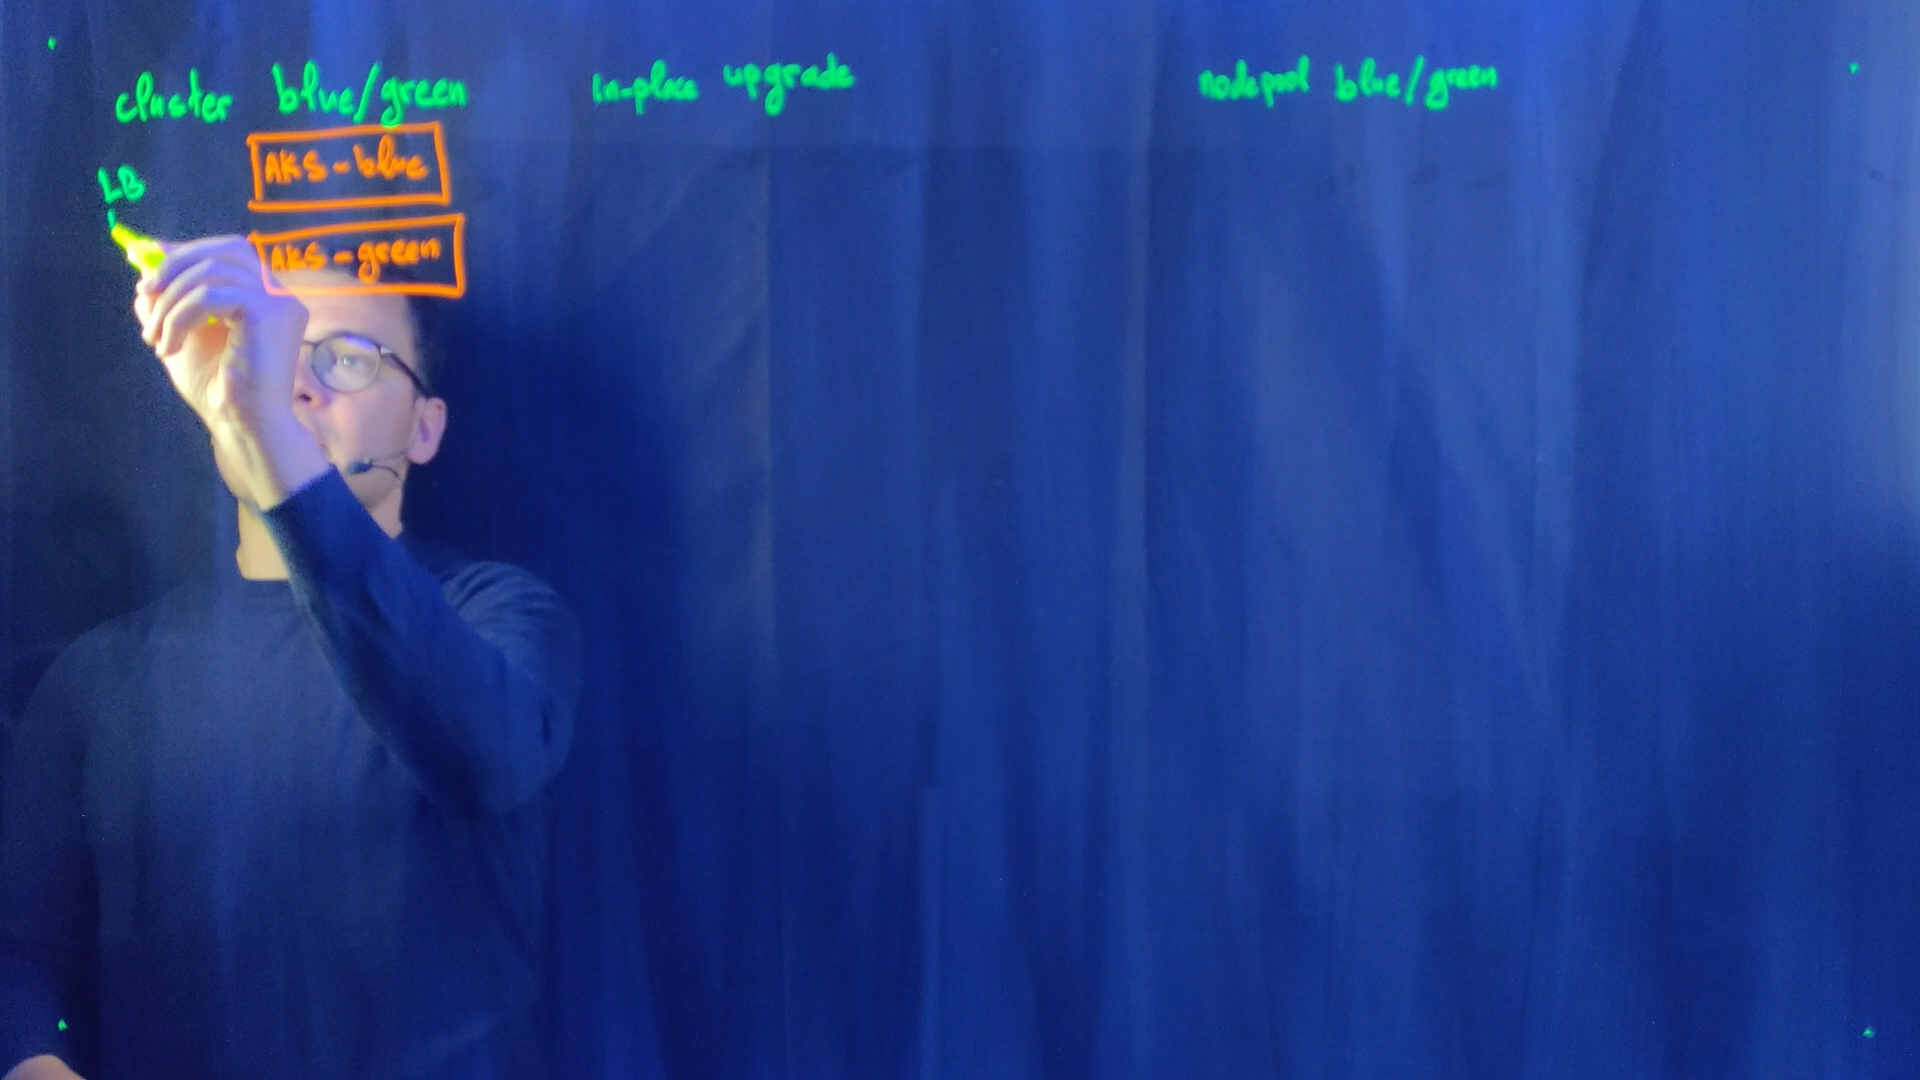 cluster blue/green
in-place upgrade
nodepool blue/green
AKS-blue
LB
AKS-green